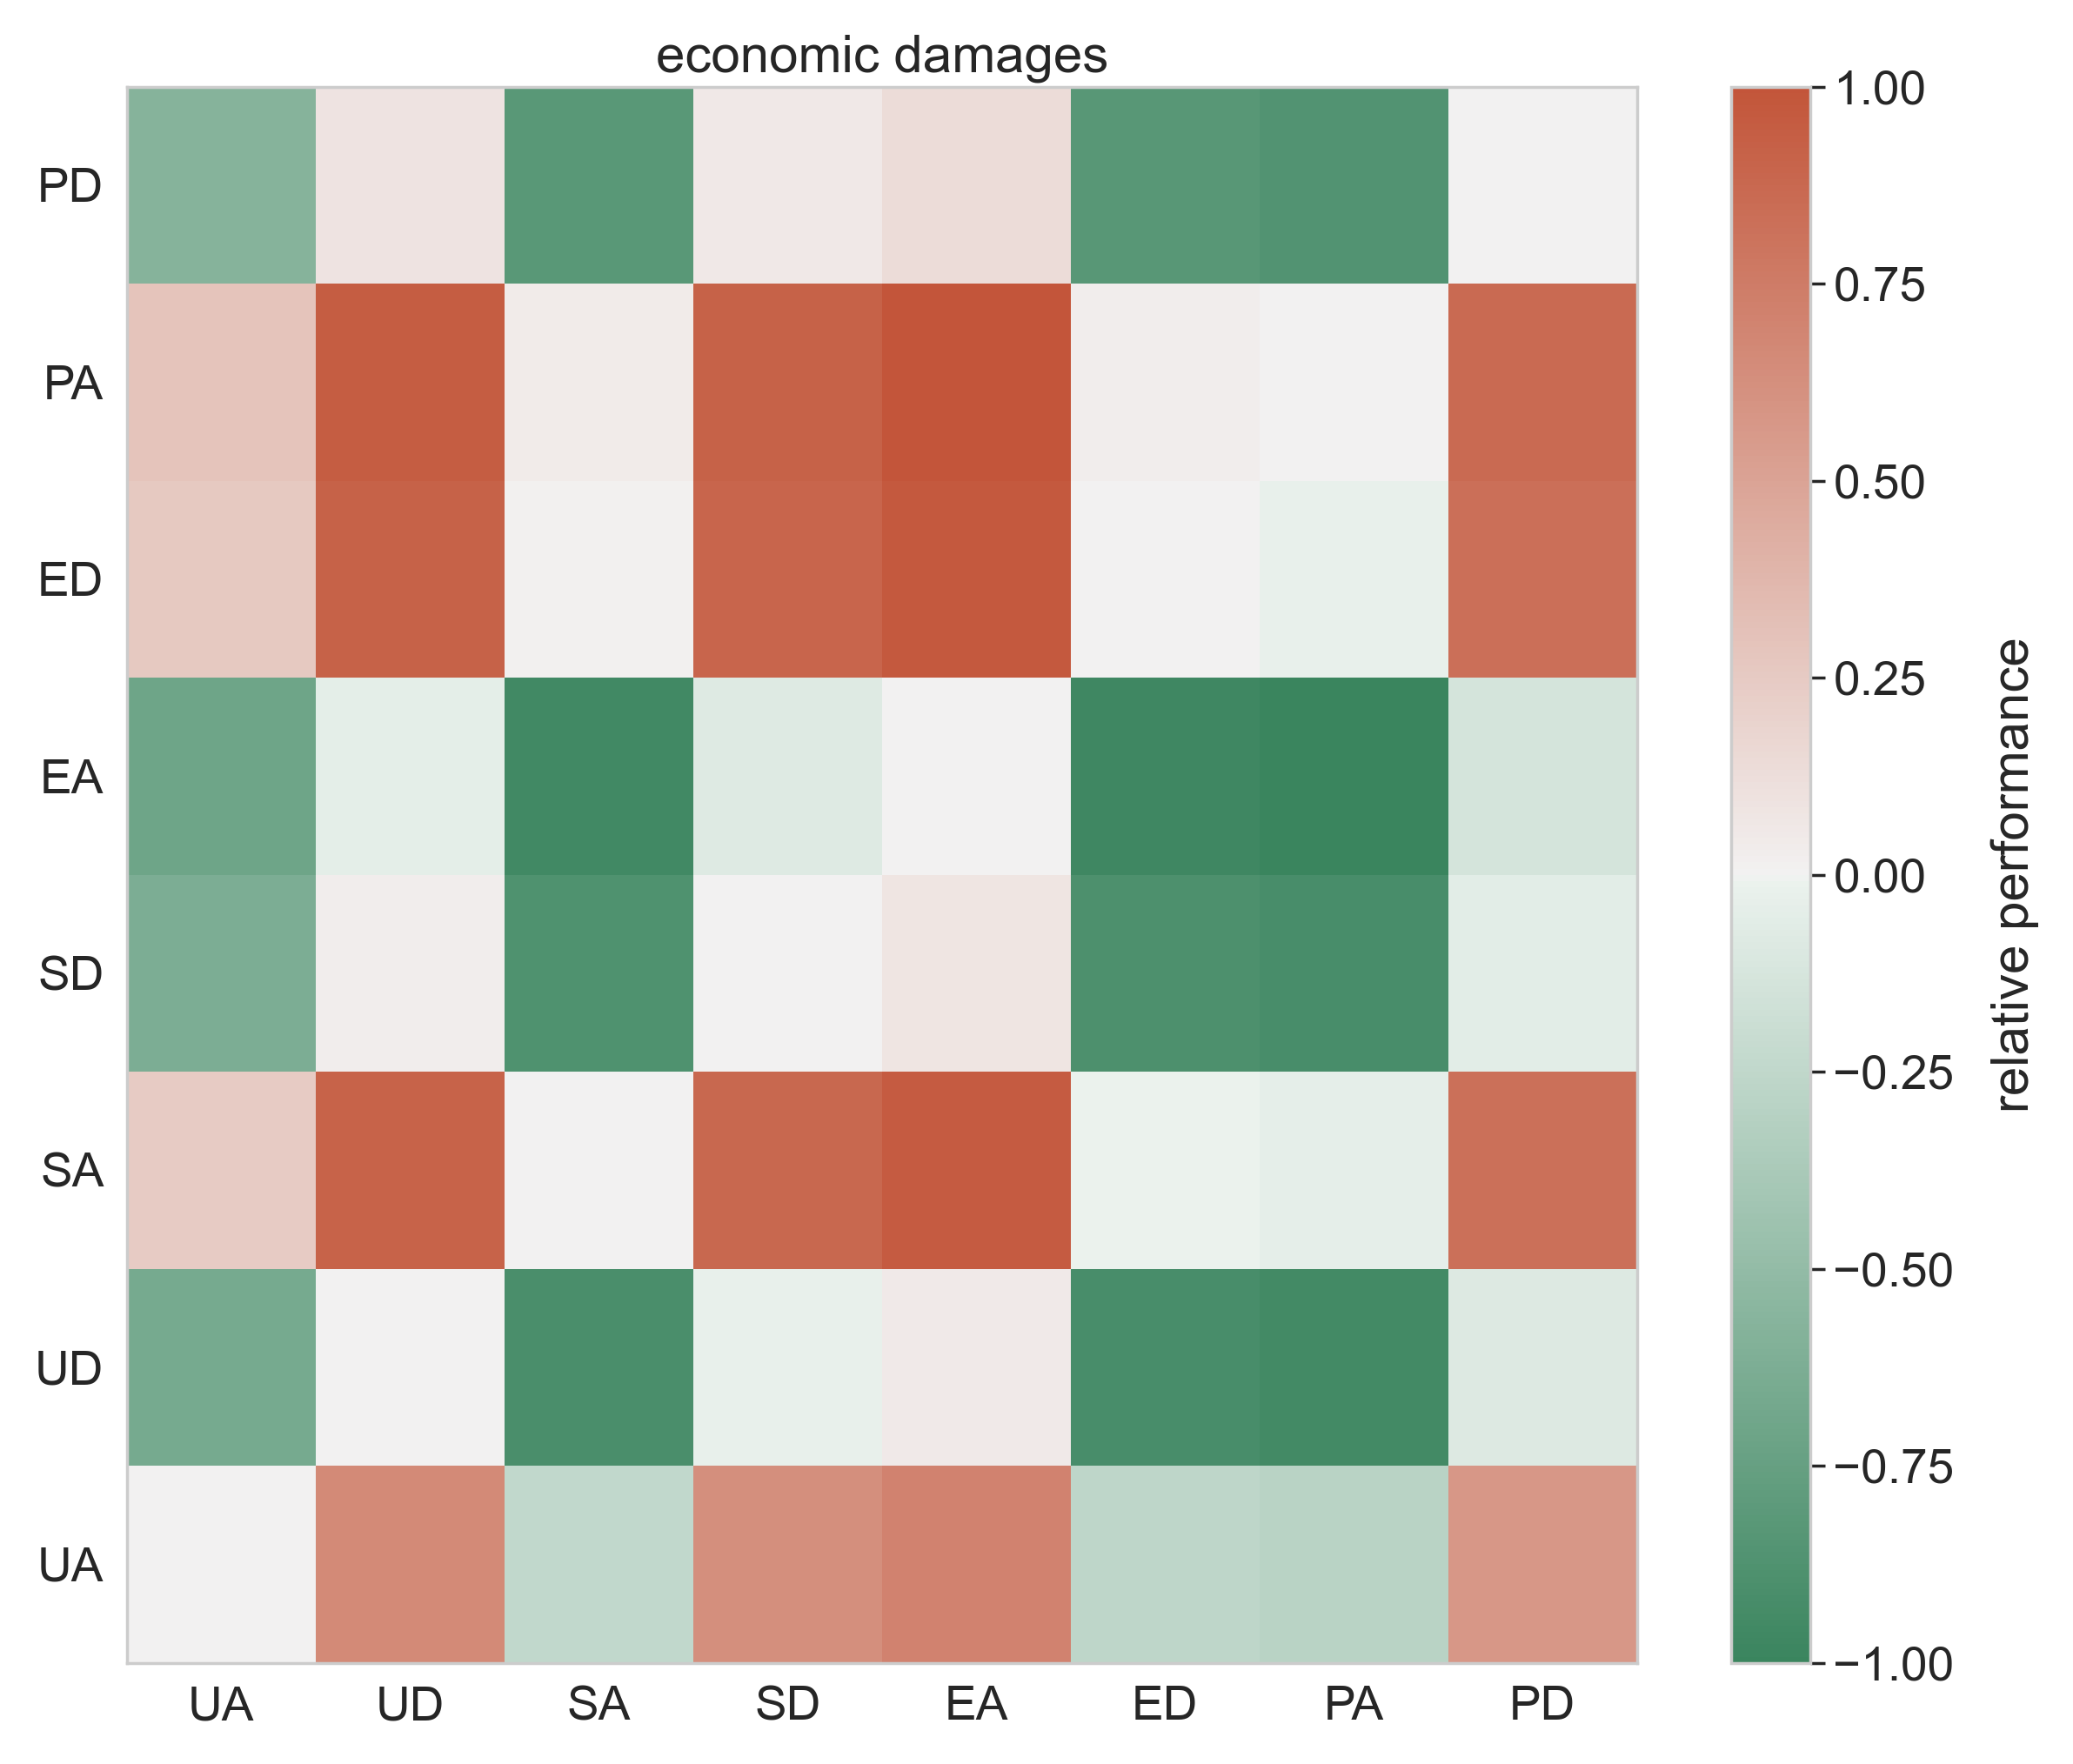 economic damages
PD
PA
ED
EA
SD
SA
UD
UA
UA UD SA SD EA ED PA PD
1.00
0.75
0.50
0.25
0.00
−0.25
−0.50
−0.75
−1.00
relative performance